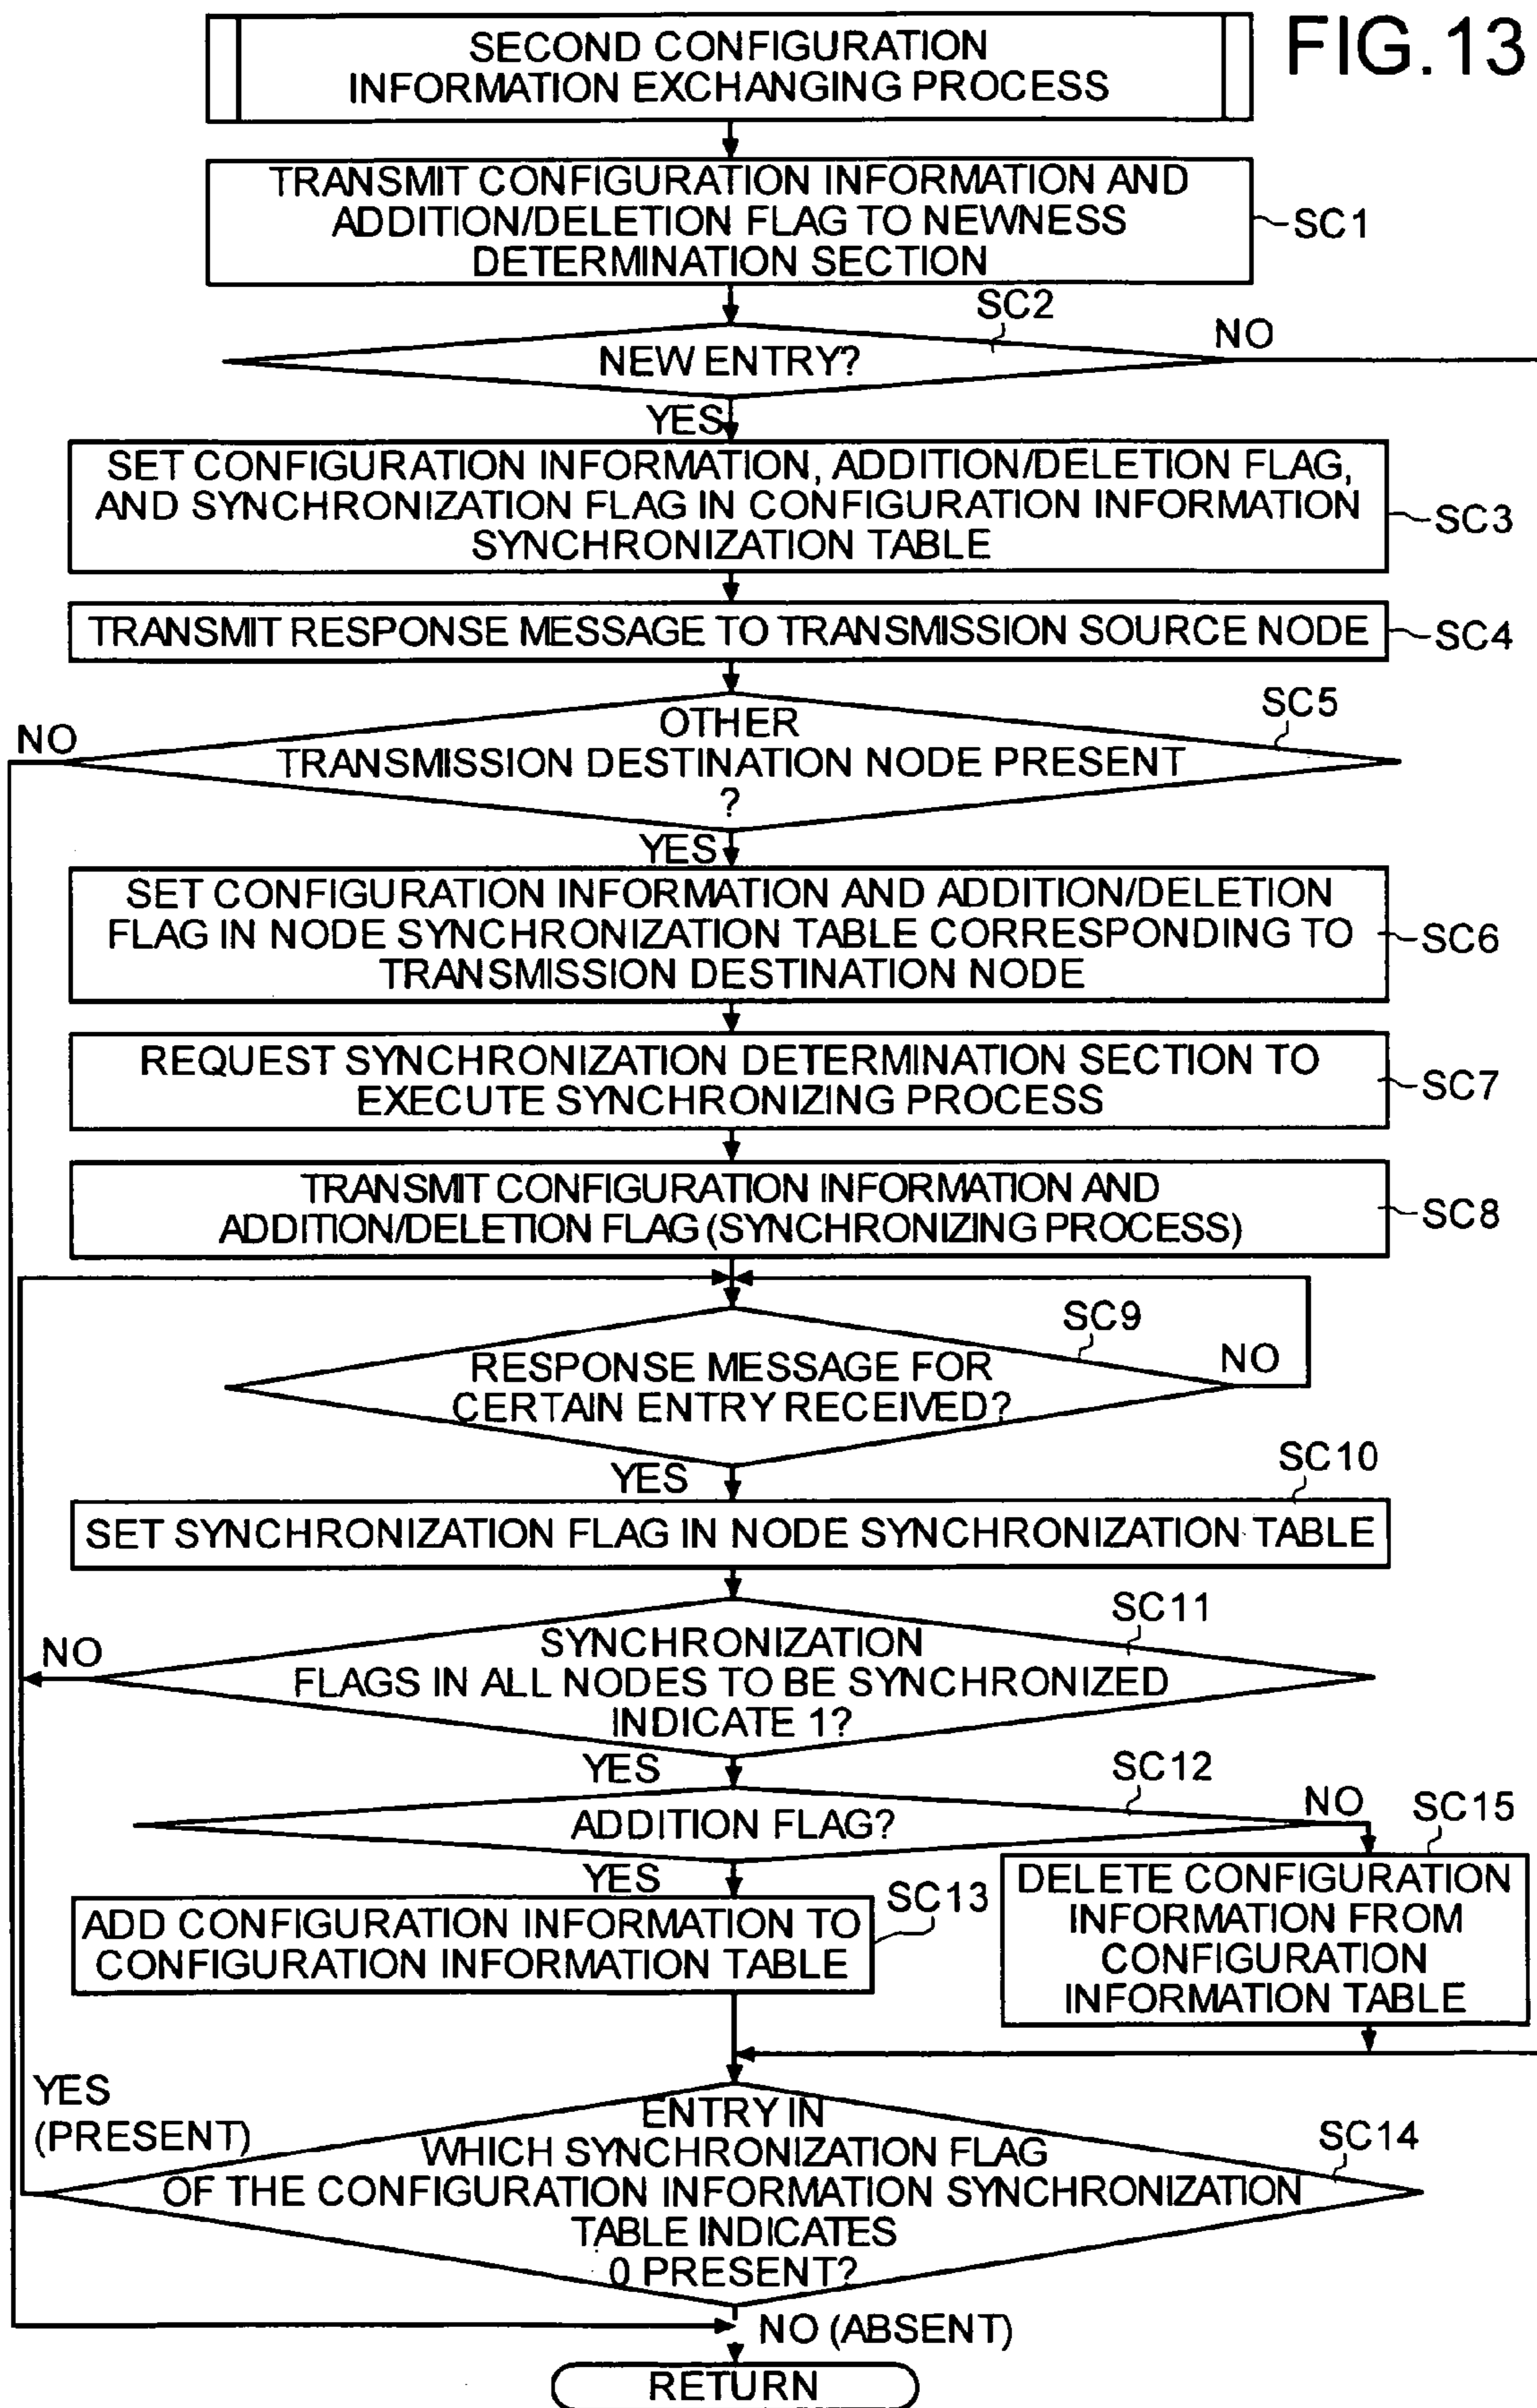 FIG.13
SECOND CONFIGURATION
INFORMATION EXCHANGING PROCESS
TRANSMIT CONFIGURATION INFORMATION AND
ADDITION/DELETION FLAG TO NEWNESS
DETERMINATION SECTION
SC1
SC2
NEW ENTRY?
NO
YES
SET CONFIGURATION INFORMATION, ADDITION/DELETION FLAG,
AND SYNCHRONIZATION FLAG IN CONFIGURATION INFORMATION
SYNCHRONIZATION TABLE
SC3
TRANSMIT RESPONSE MESSAGE TO TRANSMISSION SOURCE NODE
SC4
SC5
NO
OTHER
TRANSMISSION DESTINATION NODE PRESENT
?
YES
SET CONFIGURATION INFORMATION AND ADDITION/DELETION
FLAG IN NODE SYNCHRONIZATION TABLE CORRESPONDING TO
TRANSMISSION DESTINATION NODE
SC6
REQUEST SYNCHRONIZATION DETERMINATION SECTION TO
EXECUTE SYNCHRONIZING PROCESS
SC7
TRANSMIT CONFIGURATION INFORMATION AND
ADDITION/DELETION FLAG (SYNCHRONIZING PROCESS)
SC8
SC9
RESPONSE MESSAGE FOR
CERTAIN ENTRY RECEIVED?
NO
YES
SC10
SET SYNCHRONIZATION FLAG IN NODE SYNCHRONIZATION TABLE
SC11
NO
SYNCHRONIZATION
FLAGS IN ALL NODES TO BE SYNCHRONIZED
INDICATE 1?
YES
SC12
ADDITION FLAG?
NO
SC15
YES
SC13
ADD CONFIGURATION INFORMATION TO
CONFIGURATION INFORMATION TABLE
DELETE CONFIGURATION
INFORMATION FROM
CONFIGURATION
INFORMATION TABLE
YES
(PRESENT)
ENTRY IN
WHICH SYNCHRONIZATION FLAG
OF THE CONFIGURATION INFORMATION SYNCHRONIZATION
TABLE INDICATES
0 PRESENT?
SC14
NO (ABSENT)
RETURN